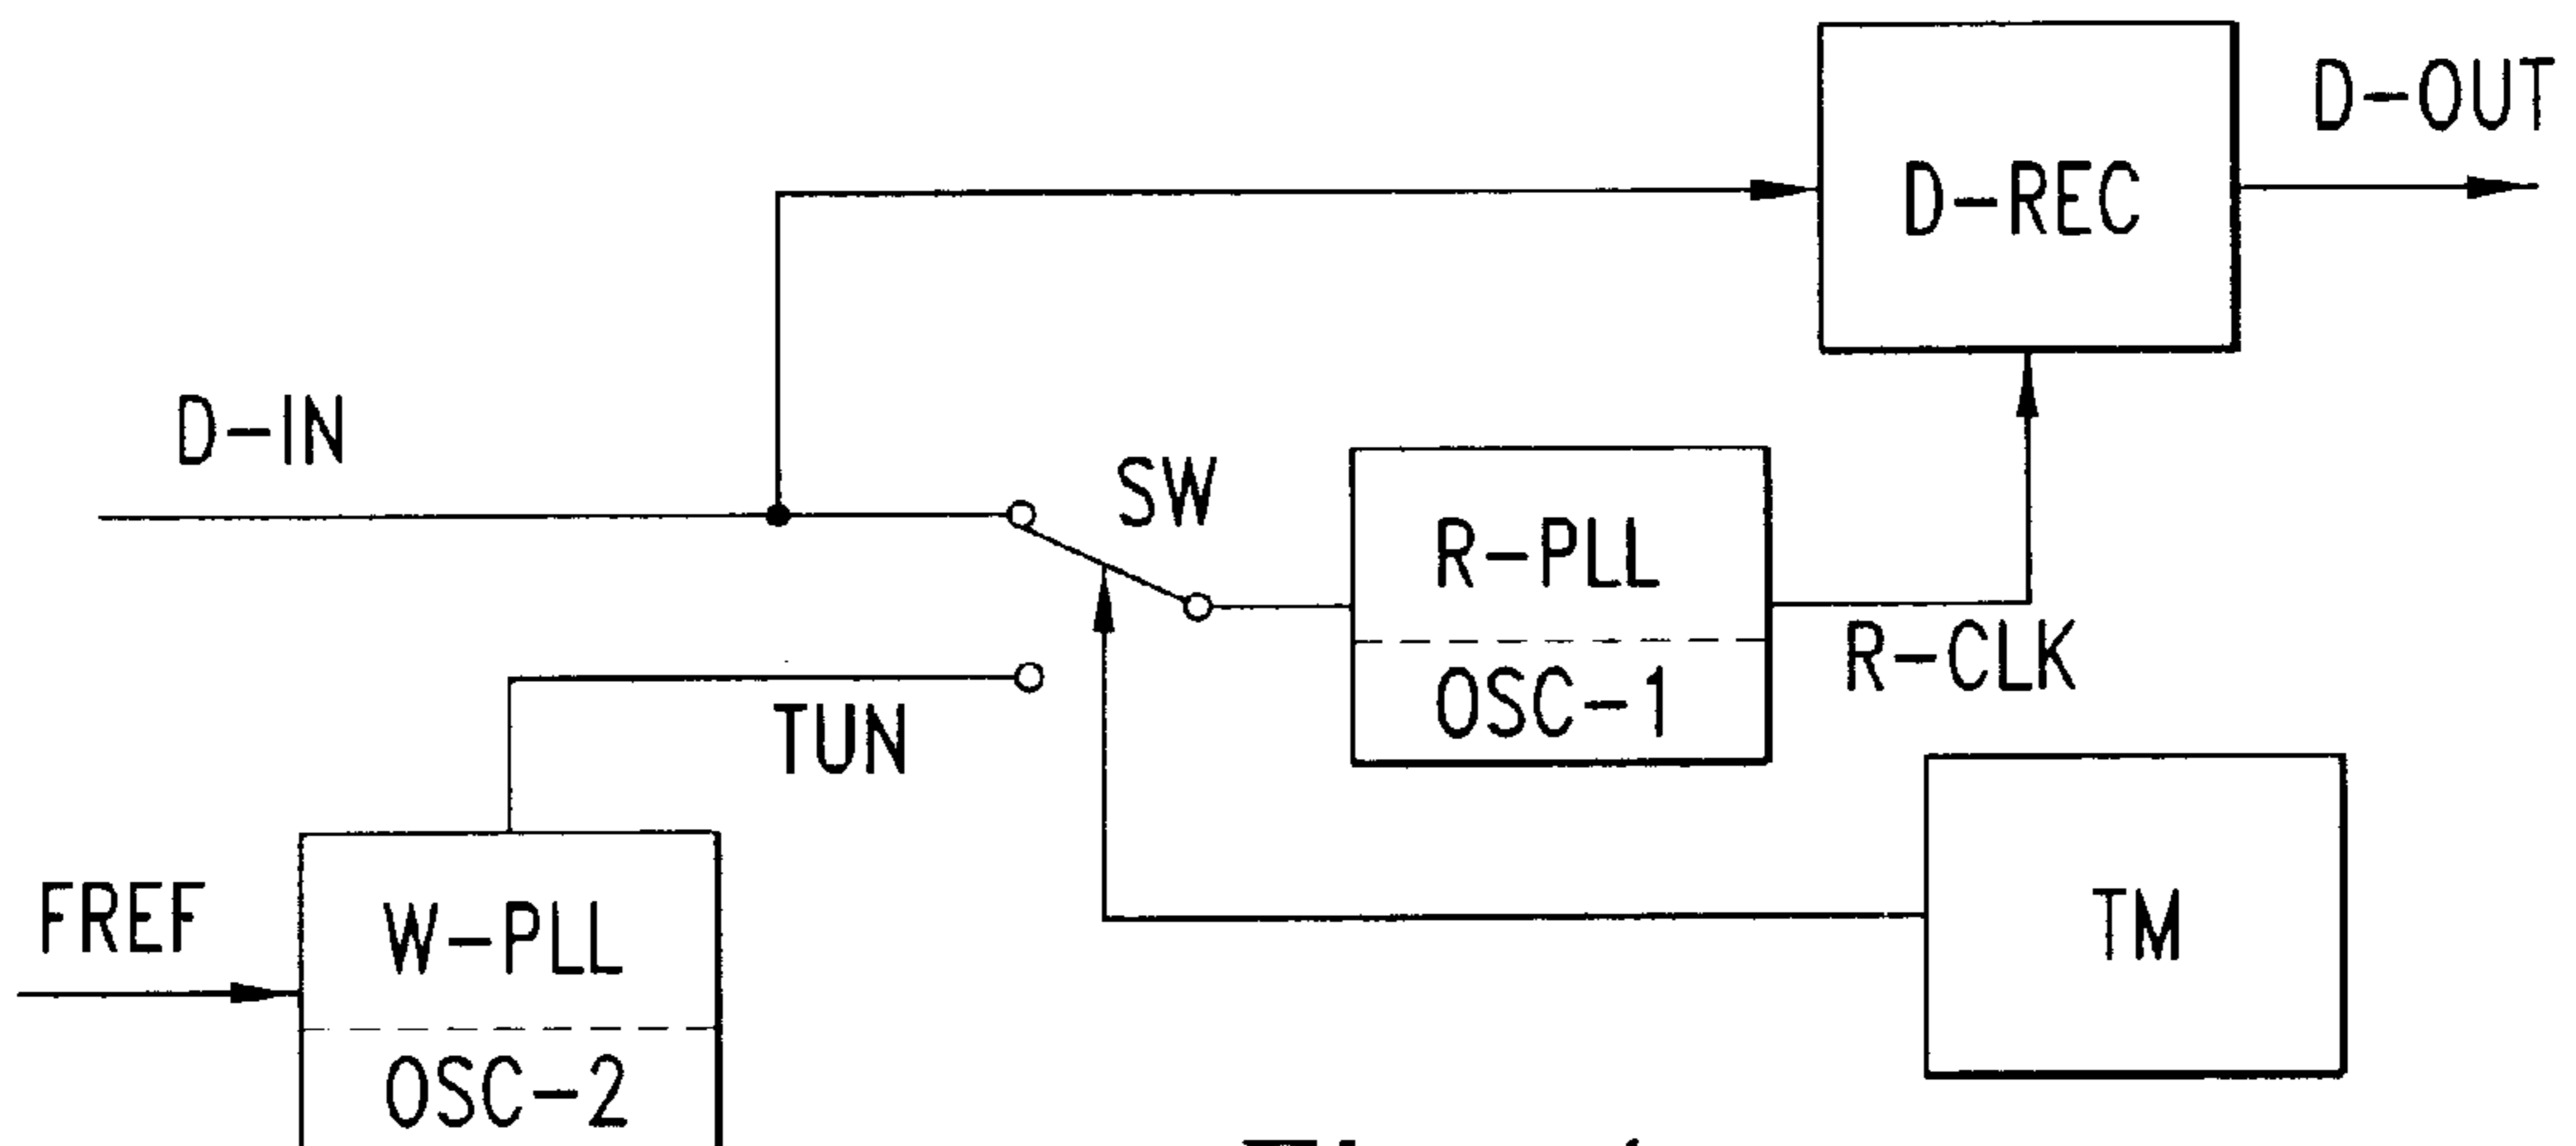 D-OUT
D-REC
D-IN
SW
R-PLL
R-CLK
OSC-1
TUN
FREF
W-PLL
TM
OSC-2